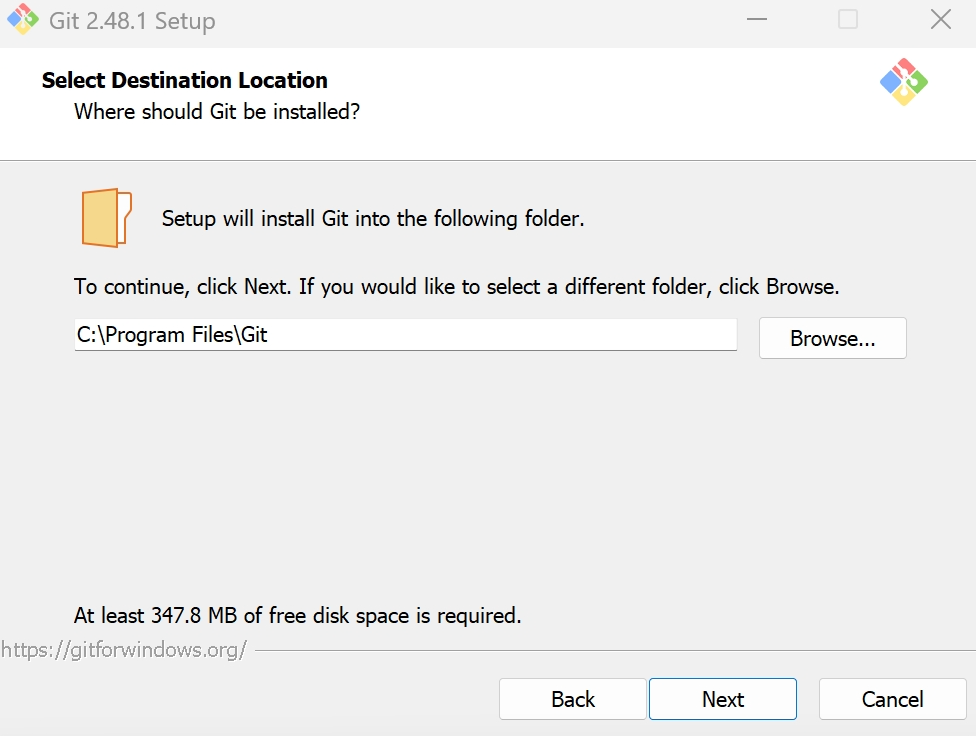 Git 2.48.1 Setup
Select Destination Location
Where should Git be installed?
Setup will install Git into the following folder.
To continue, click Next. If you would like to select a different folder, click Browse.
C:\Program Files\Git
Browse...
At least 347.8 MB of free disk space is required.
https://gitforwindows.org/
Back
Next
Cancel